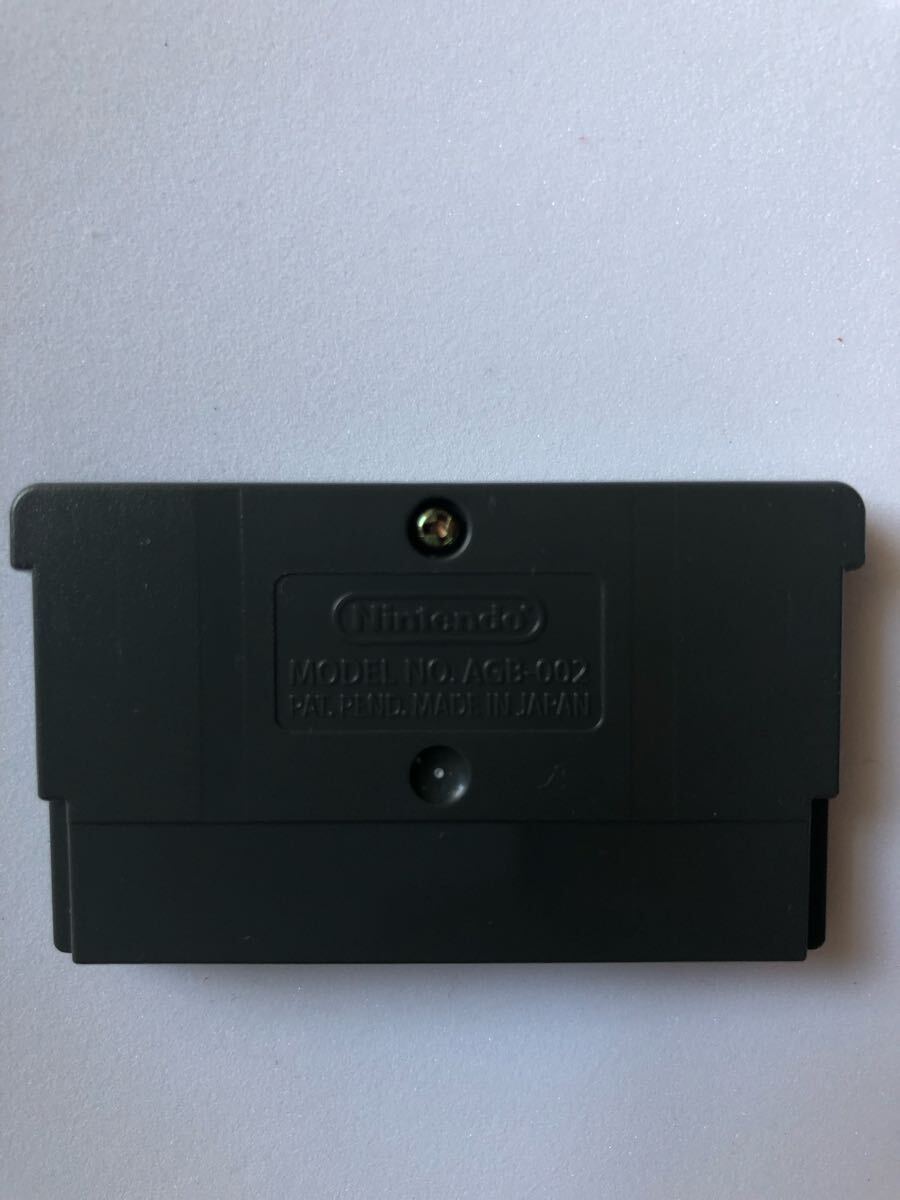 Nintendo®
MODEL NO. AGB-002
PAT. PEND. MADE IN JAPAN